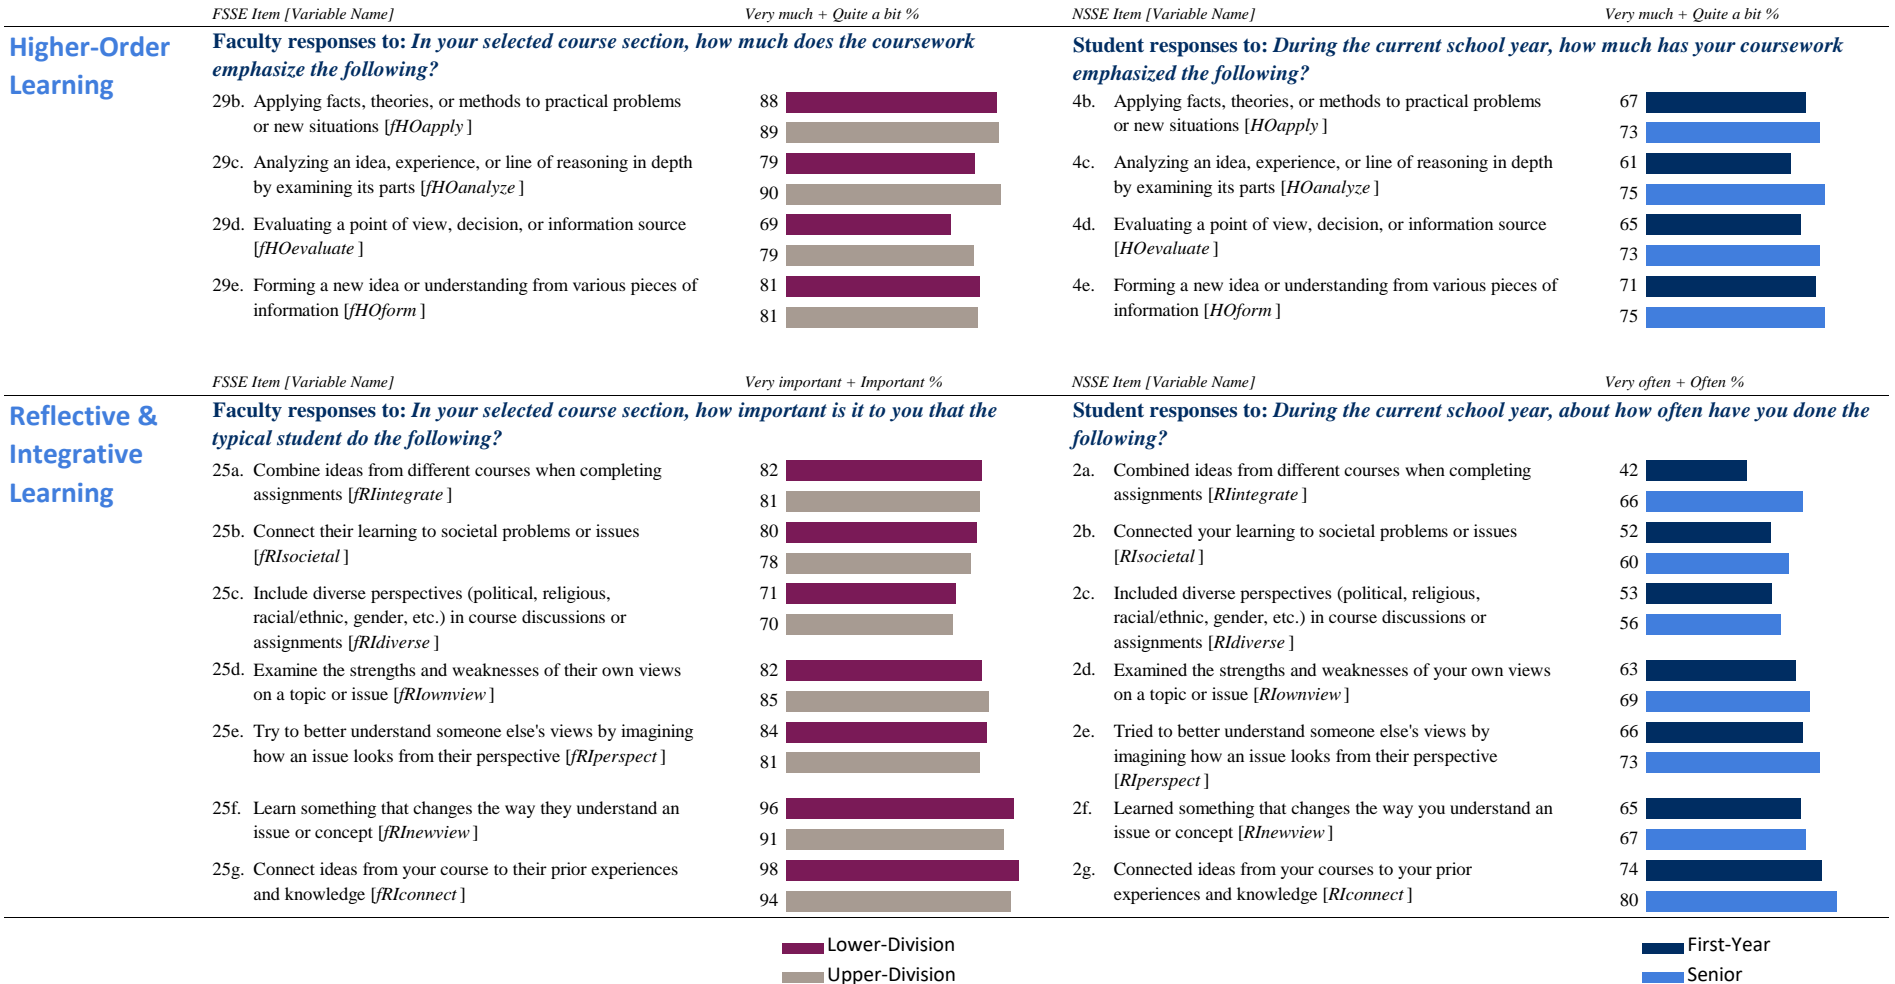 FSSE Item [Variable Name] Very much + Quite a bit % NSSE Item [Variable Name] Very much + Quite a bit %
Higher-Order
Learning
Faculty responses to: In your selected course section, how much does the coursework
emphasize the following?
29b. Applying facts, theories, or methods to practical problems 88
or new situations [fHOapply ] 89
29c. Analyzing an idea, experience, or line of reasoning in depth 79
by examining its parts [fHOanalyze ] 90
29d. Evaluating a point of view, decision, or information source 69
[fHOevaluate ] 79
29e. Forming a new idea or understanding from various pieces of 81
information [fHOform ] 81
Student responses to: During the current school year, how much has your coursework
emphasized the following?
4b. Applying facts, theories, or methods to practical problems 67
or new situations [HOapply ] 73
4c. Analyzing an idea, experience, or line of reasoning in depth 61
by examining its parts [HOanalyze ] 75
4d. Evaluating a point of view, decision, or information source 65
[HOevaluate ] 73
4e. Forming a new idea or understanding from various pieces of 71
information [HOform ] 75
FSSE Item [Variable Name] Very important + Important % NSSE Item [Variable Name] Very often + Often %
Reflective &
Integrative
Learning
Faculty responses to: In your selected course section, how important is it to you that the
typical student do the following?
25a. Combine ideas from different courses when completing 82
assignments [fRIintegrate ] 81
25b. Connect their learning to societal problems or issues 80
[fRIsocietal ] 78
25c. Include diverse perspectives (political, religious, 71
racial/ethnic, gender, etc.) in course discussions or 70
assignments [fRIdiverse ]
25d. Examine the strengths and weaknesses of their own views 82
on a topic or issue [fRIownview ] 85
25e. Try to better understand someone else's views by imagining 84
how an issue looks from their perspective [fRIperspect ] 81
25f. Learn something that changes the way they understand an 96
issue or concept [fRInewview ] 91
25g. Connect ideas from your course to their prior experiences 98
and knowledge [fRIconnect ] 94
Student responses to: During the current school year, about how often have you done the
following?
2a. Combined ideas from different courses when completing 42
assignments [RIintegrate ] 66
2b. Connected your learning to societal problems or issues 52
[RIsocietal ] 60
2c. Included diverse perspectives (political, religious, 53
racial/ethnic, gender, etc.) in course discussions or 56
assignments [RIdiverse ]
2d. Examined the strengths and weaknesses of your own views 63
on a topic or issue [RIownview ] 69
2e. Tried to better understand someone else's views by 66
imagining how an issue looks from their perspective 73
[RIperspect ]
2f. Learned something that changes the way you understand an 65
issue or concept [RInewview ] 67
2g. Connected ideas from your courses to your prior 74
experiences and knowledge [RIconnect ] 80
Lower-Division
Upper-Division
First-Year
Senior